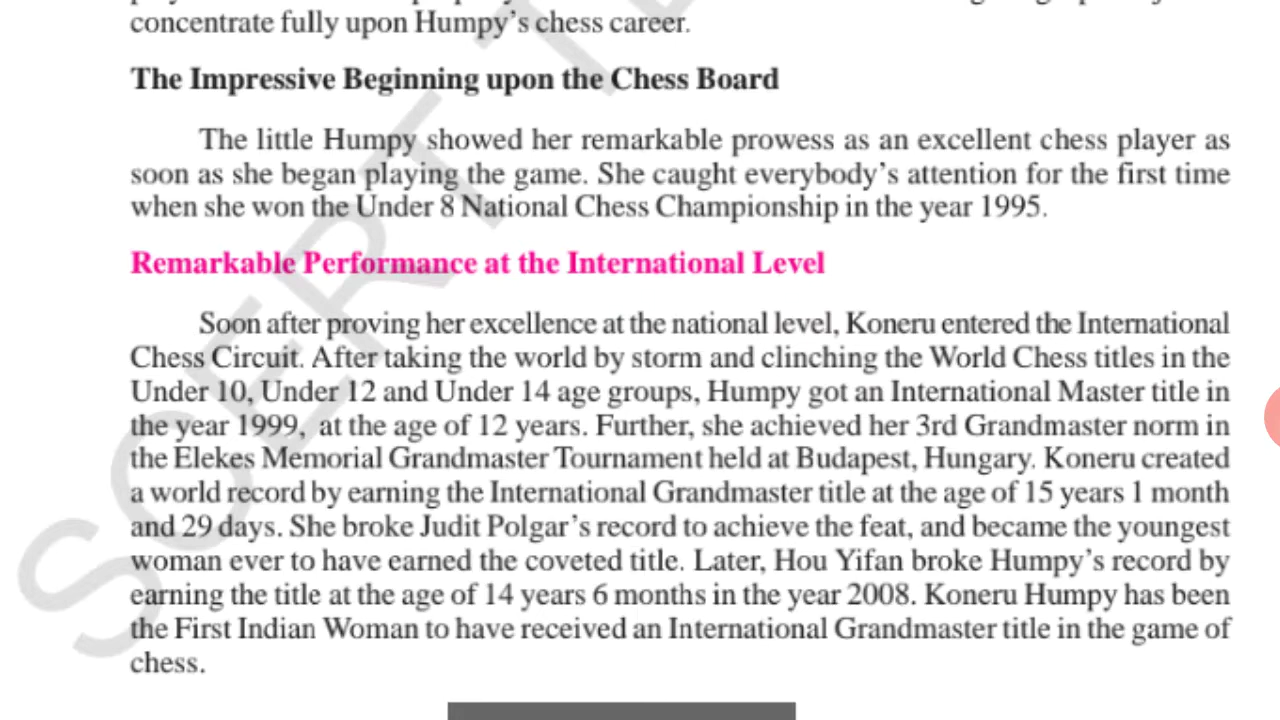 concentrate fully upon Humpy's chess career.
The Impressive Beginning upon the Chess Board
The little Humpy showed her remarkable prowess as an excellent chess player as
soon as she began playing the game. She caught everybody's attention for the first time
when she won the Under 8 National Chess Championship in the year 1995.
Remarkable Performance at the International Level
Soon after proving her excellence at the national level, Koneru entered the International
Chess Circuit. After taking the world by storm and clinching the World Chess titles in the
Under 10, Under 12 and Under 14 age groups, Humpy got an International Master title in
the year 1999, at the age of 12 years. Further, she achieved her 3rd Grandmaster norm in
the Elekes Memorial Grandmaster Tournament held at Budapest, Hungary. Koneru created
a world record by earning the International Grandmaster title at the age of 15 years 1 month
and 29 days. She broke Judit Polgar's record to achieve the feat, and became the youngest
woman ever to have earned the coveted title. Later, Hou Yifan broke Humpy's record by
earning the title at the age of 14 years 6 months in the year 2008. Koneru Humpy has been
the First Indian Woman to have received an International Grandmaster title in the game of
chess.
SCERT